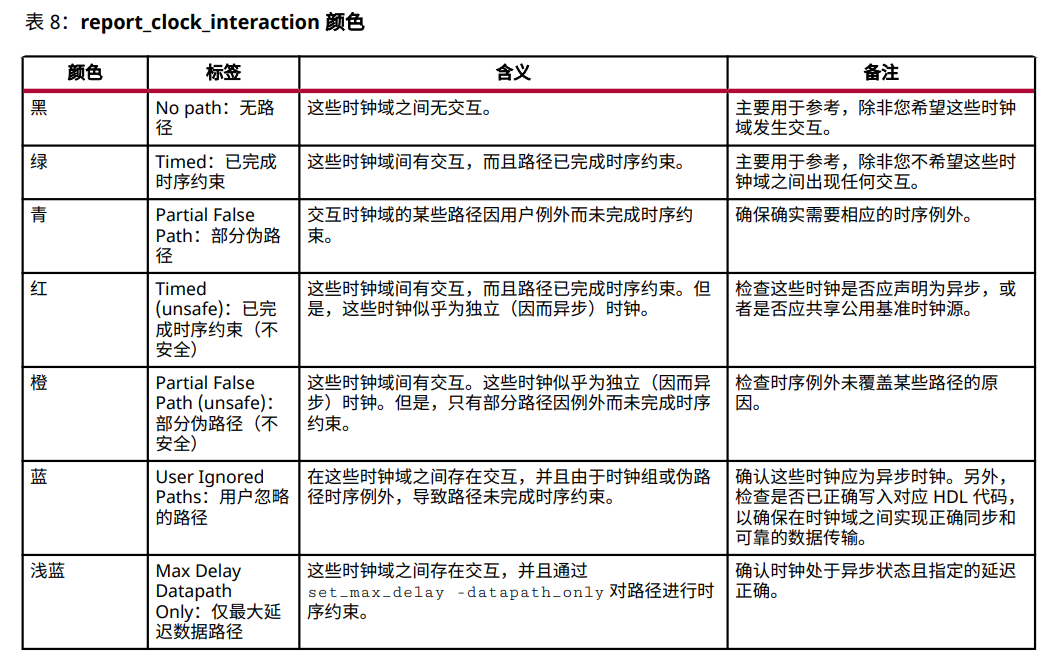 表 8：report_clock_interaction 颜色
颜色
标签
含义
备注
黑
No path：无路
径
这些时钟域之间无交互。
主要用于参考，除非您希望这些时钟
域发生交互。
绿
Timed：已完成
时序约束
这些时钟域间有交互，而且路径已完成时序约束。
主要用于参考，除非您不希望这些时
钟域之间出现任何交互。
青
Partial False
Path：部分伪路
径
交互时钟域的某些路径因用户例外而未完成时序约
束。
确保确实需要相应的时序例外。
红
Timed
(unsafe)：已完
成时序约束（不
安全）
这些时钟域间有交互，而且路径已完成时序约束。但
是，这些时钟似乎为独立（因而异步）时钟。
检查这些时钟是否应声明为异步，或
者是否应共享公用基准时钟源。
橙
Partial False
Path (unsafe)：
部分伪路径（不
安全）
这些时钟域间有交互。这些时钟似乎为独立（因而异
步）时钟。但是，只有部分路径因例外而未完成时序
约束。
检查时序例外未覆盖某些路径的原
因。
蓝
User Ignored
Paths：用户忽略
的路径
在这些时钟域之间存在交互，并且由于时钟组或伪路
径时序例外，导致路径未完成时序约束。
确认这些时钟应为异步时钟。另外，
检查是否已正确写入对应 HDL 代码，
以确保在时钟域之间实现正确同步和
可靠的数据传输。
浅蓝
Max Delay
Datapath
Only：仅最大延
迟数据路径
这些时钟域之间存在交互，并且通过
set_max_delay -datapath_only 对路径进行时
序约束。
确认时钟处于异步状态且指定的延迟
正确。